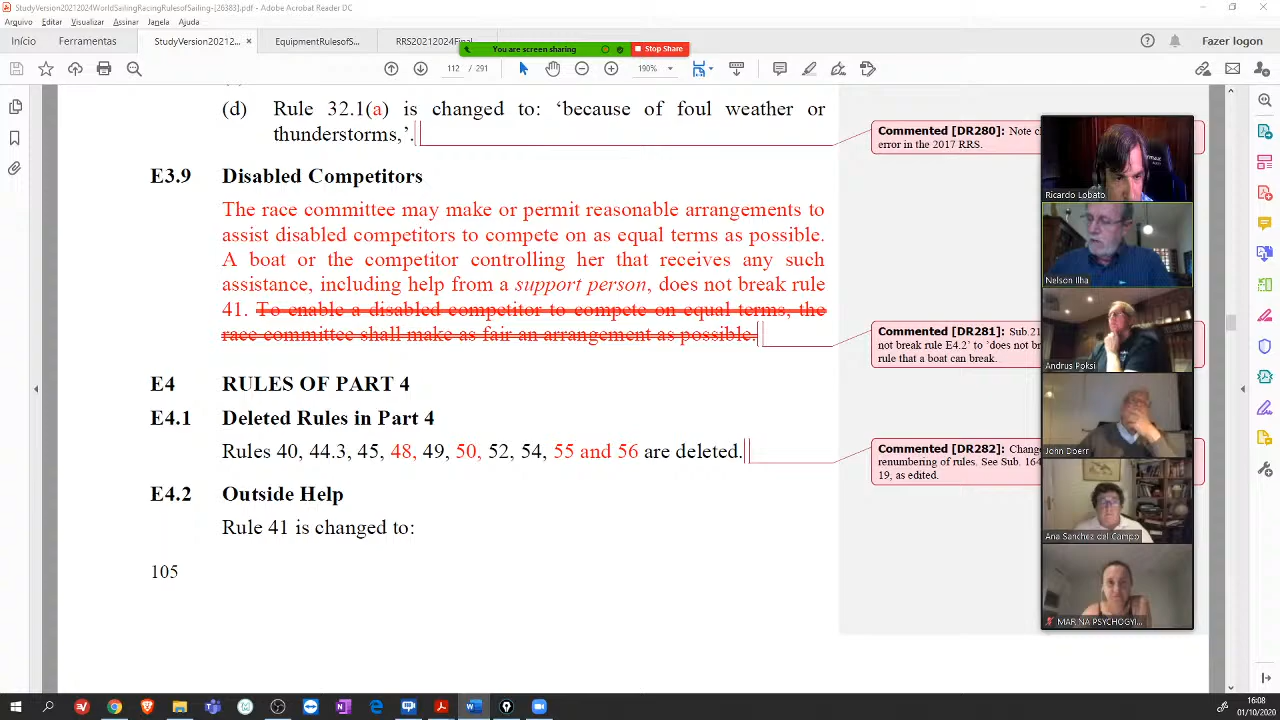 StudyVersion20212024WorldSailingRacingRulesofSailing-[26383].pdf - Adobe Acrobat Reader DC
Arquivo Editar Visualizar Assinar Janela Ajuda
Início Ferramentas StudyVersion20212... × EquipmentRulesofS... RRS20212024Final... Fazer logon
You are screen sharing Stop Share
112 / 291 190%
(d) Rule 32.1(a) is changed to: ‘because of foul weather or
thunderstorms,’.
Commented [DR280]: Note c
error in the 2017 RRS.
E3.9 Disabled Competitors
The race committee may make or permit reasonable arrangements to
assist disabled competitors to compete on as equal terms as possible.
A boat or the competitor controlling her that receives any such
assistance, including help from a support person, does not break rule
41. To enable a disabled competitor to compete on equal terms, the
race committee shall make as fair an arrangement as possible.
Commented [DR281]: Sub.21
not break rule E4.2’ to ‘does not br
rule that a boat can break.
E4 RULES OF PART 4
E4.1 Deleted Rules in Part 4
Rules 40, 44.3, 45, 48, 49, 50, 52, 54, 55 and 56 are deleted.
Commented [DR282]: Chang
renumbering of rules. See Sub. 164
19, as edited.
E4.2 Outside Help
Rule 41 is changed to:
105
Ricardo Lobato
Nelson Ilha
Andrus Poksi
John Doerr
Ana Sanchez del Campo
MARINA PSYCHOGYI...
16:08
01/10/2020